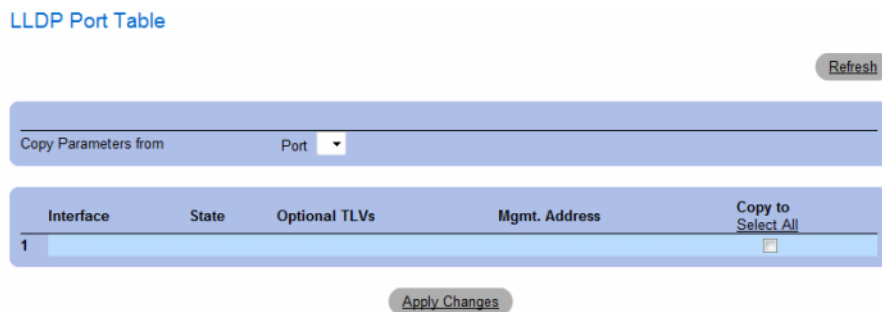 LLDP Port Table
Refresh
Copy Parameters from Port
Interface State Optional TLVs Mgmt. Address Copy to
Select All
1
Apply Changes